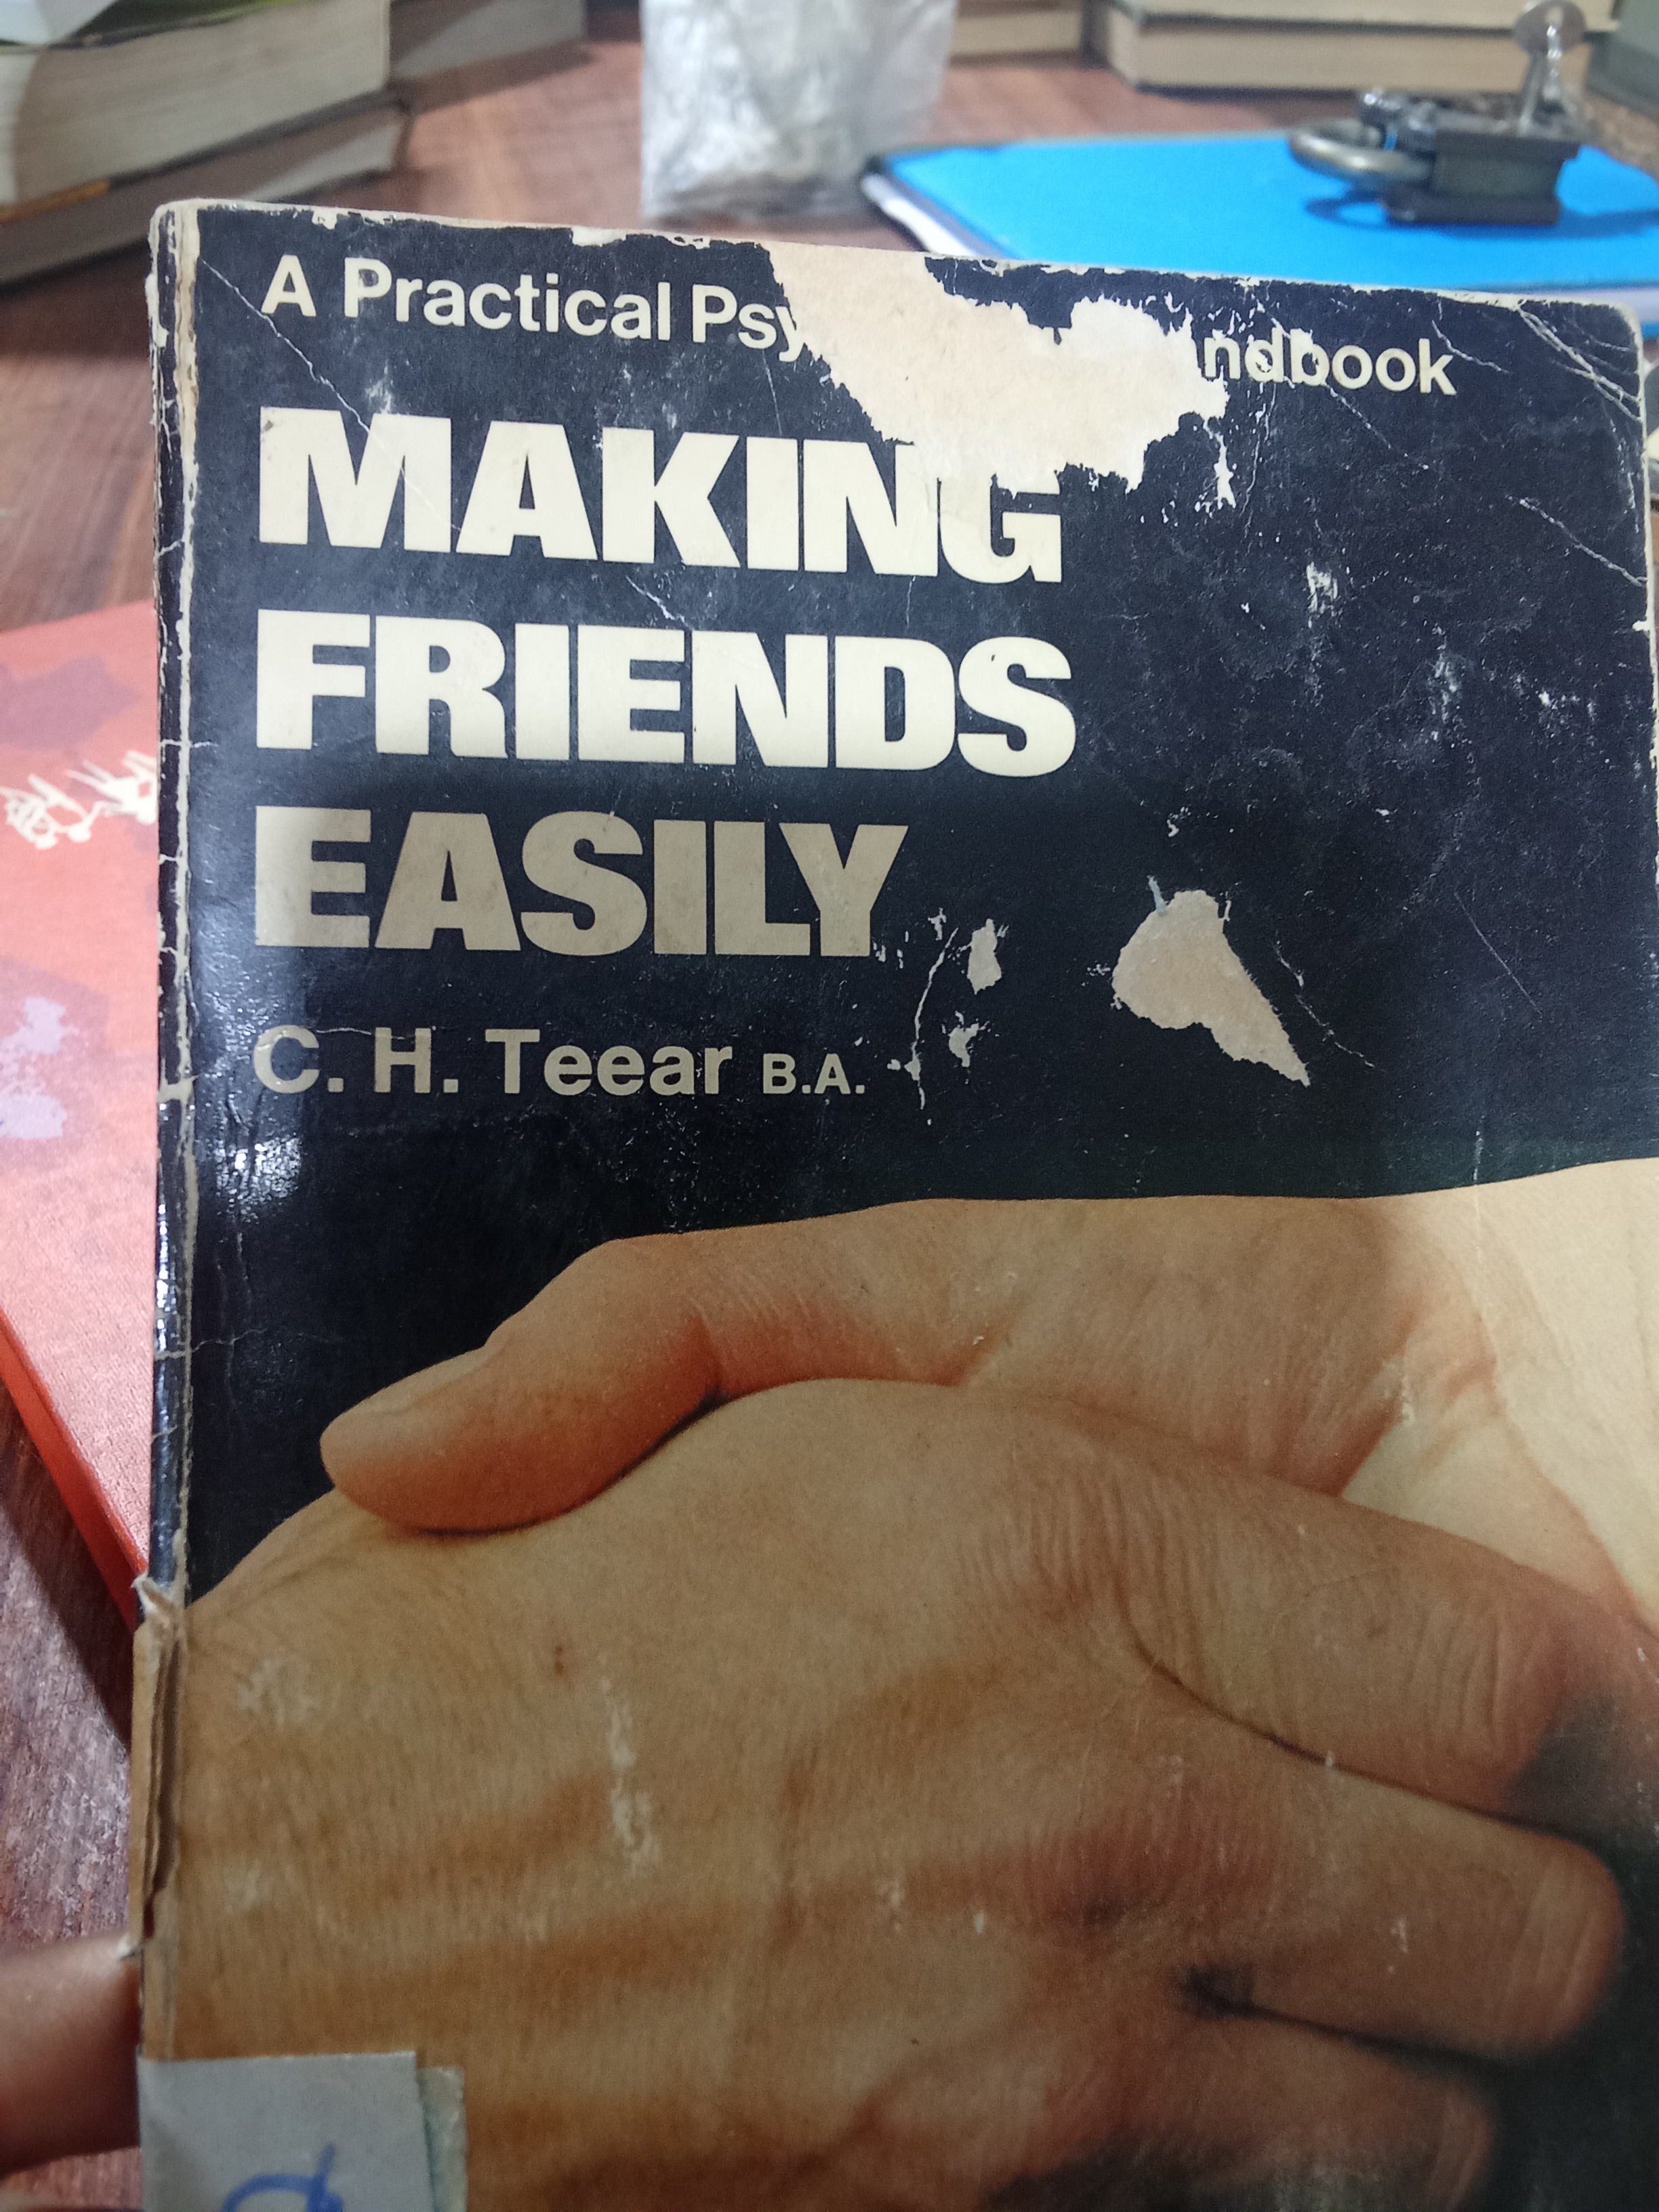 A Practical Psy ndbook
MAKING
FRIENDS
EASILY
C. H. Teear B.A.